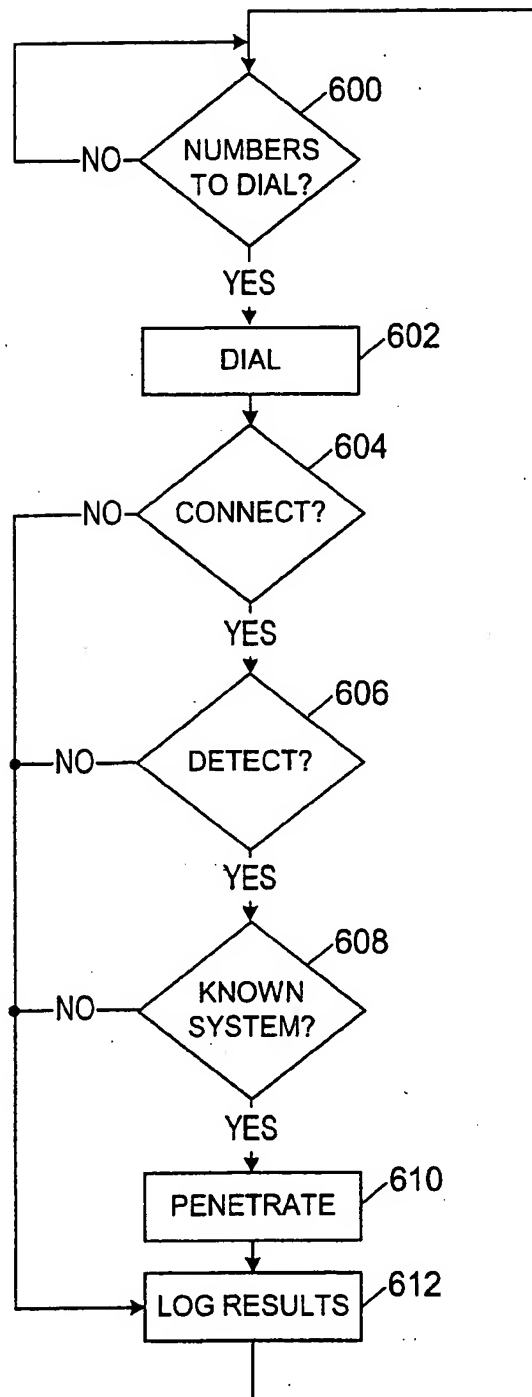 600
NUMBERS
TO DIAL?
NO
YES
602
DIAL
604
CONNECT?
NO
YES
606
DETECT?
NO
YES
608
KNOWN
SYSTEM?
NO
YES
610
PENETRATE
612
LOG RESULTS